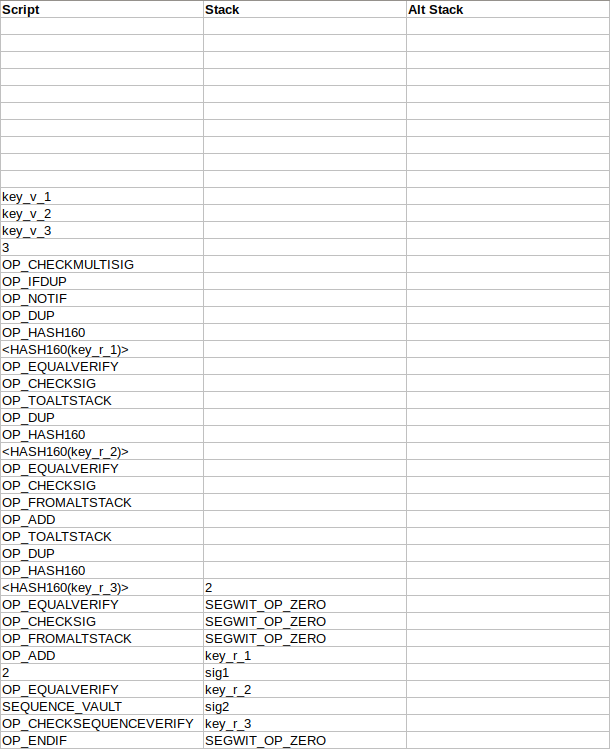 Script Stack Alt Stack
key_v_1
key_v_2
key_v_3
3
OP_CHECKMULTISIG
OP_IFDUP
OP_NOTIF
OP_DUP
OP_HASH160
<HASH160(key_r_1)>
OP_EQUALVERIFY
OP_CHECKSIG
OP_TOALTSTACK
OP_DUP
OP_HASH160
<HASH160(key_r_2)>
OP_EQUALVERIFY
OP_CHECKSIG
OP_FROMALTSTACK
OP_ADD
OP_TOALTSTACK
OP_DUP
OP_HASH160
<HASH160(key_r_3)> 2
OP_EQUALVERIFY SEGWIT_OP_ZERO
OP_CHECKSIG SEGWIT_OP_ZERO
OP_FROMALTSTACK SEGWIT_OP_ZERO
OP_ADD key_r_1
2 sig1
OP_EQUALVERIFY key_r_2
SEQUENCE_VAULT sig2
OP_CHECKSEQUENCEVERIFY key_r_3
OP_ENDIF SEGWIT_OP_ZERO